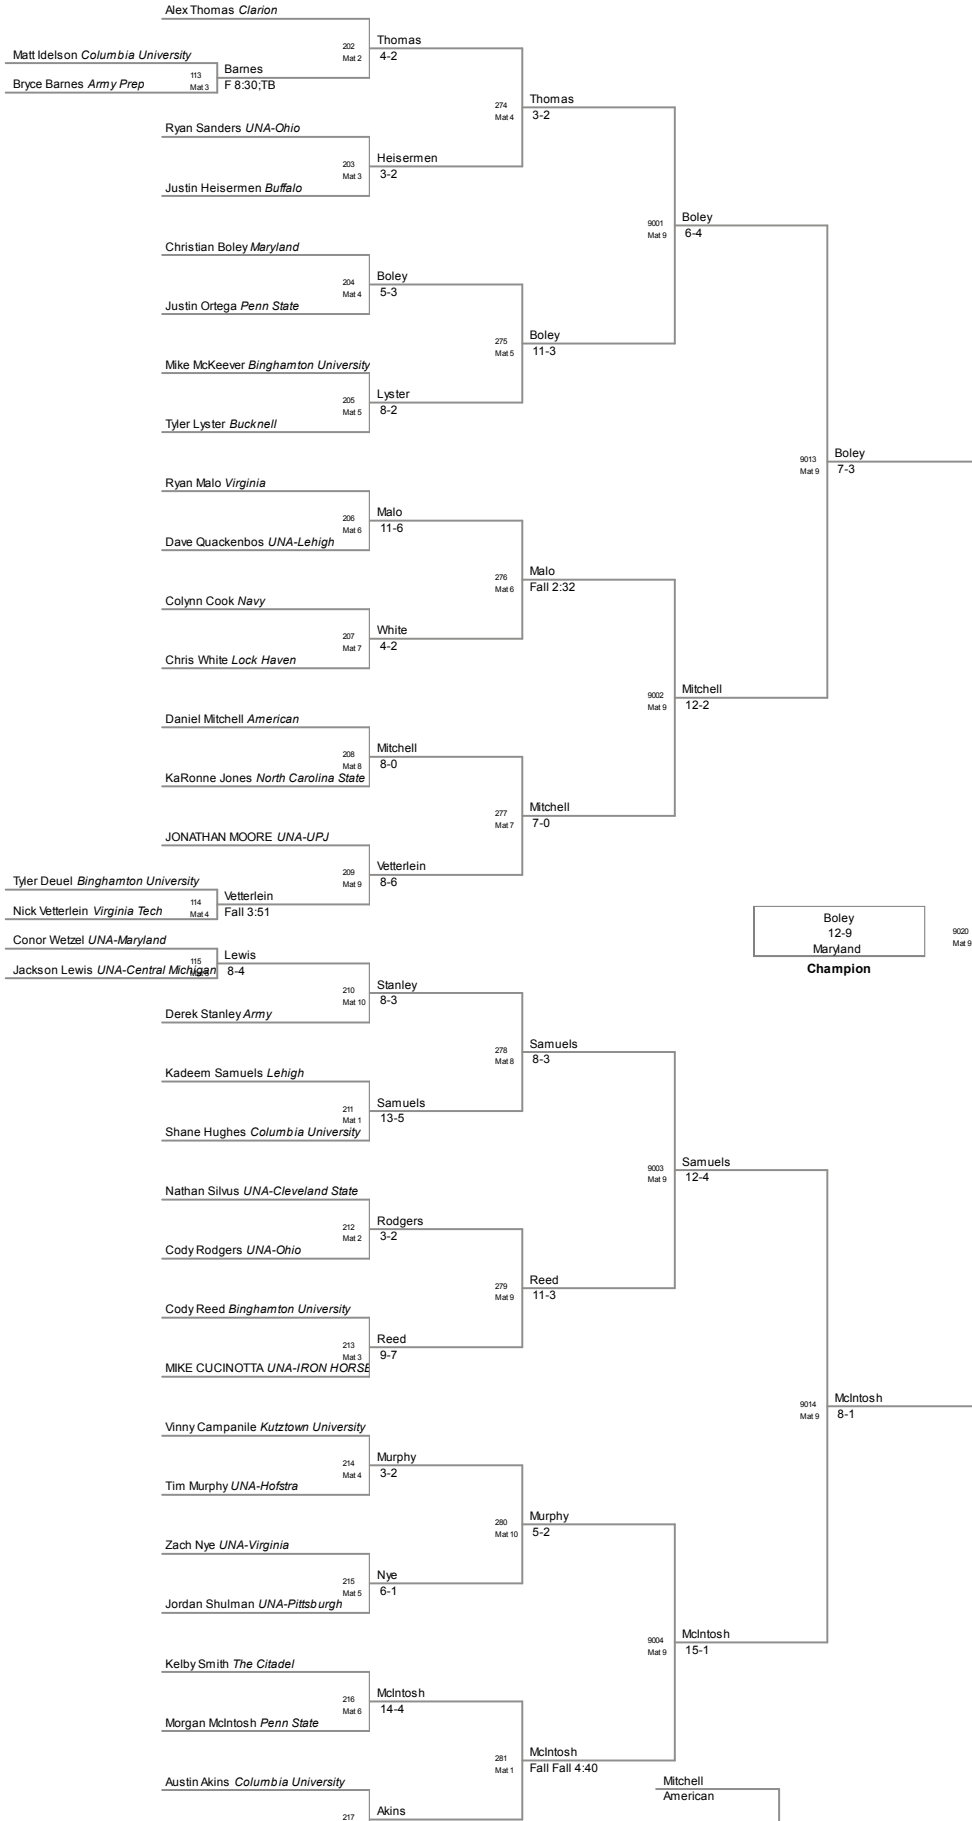 Alex Thomas Clarion
202
Mat 2
Thomas
4-2
Matt Idelson Columbia University
113
Mat 3
Barnes
F 8:30;TB
Bryce Barnes Army Prep
274
Mat 4
Thomas
3-2
Ryan Sanders UNA-Ohio
203
Mat 3
Heisermen
3-2
Justin Heisermen Buffalo
9001
Mat 9
Boley
6-4
Christian Boley Maryland
204
Mat 4
Boley
5-3
Justin Ortega Penn State
275
Mat 5
Boley
11-3
Mike McKeever Binghamton University
205
Mat 5
Lyster
8-2
Tyler Lyster Bucknell
9013
Mat 9
Boley
7-3
Ryan Malo Virginia
206
Mat 6
Malo
11-6
Dave Quackenbos UNA-Lehigh
276
Mat 6
Malo
Fall 2:32
Colynn Cook Navy
207
Mat 7
White
4-2
Chris White Lock Haven
9002
Mat 9
Mitchell
12-2
Daniel Mitchell American
208
Mat 8
Mitchell
8-0
KaRonne Jones North Carolina State
277
Mat 7
Mitchell
7-0
JONATHAN MOORE UNA-UPJ
209
Mat 9
Vetterlein
8-6
Tyler Deuel Binghamton University
114
Mat 4
Vetterlein
Fall 3:51
Nick Vetterlein Virginia Tech
Boley
12-9
Maryland
Champion
9020
Mat 9
Conor Wetzel UNA-Maryland
115
Lewis
8-4
Jackson Lewis UNA-Central Michigan
210
Mat 10
Stanley
8-3
Derek Stanley Army
278
Mat 8
Samuels
8-3
Kadeem Samuels Lehigh
211
Mat 1
Samuels
13-5
Shane Hughes Columbia University
9003
Mat 9
Samuels
12-4
Nathan Silvus UNA-Cleveland State
212
Mat 2
Rodgers
3-2
Cody Rodgers UNA-Ohio
279
Mat 9
Reed
11-3
Cody Reed Binghamton University
213
Mat 3
Reed
9-7
MIKE CUCINOTTA UNA-IRON HORSE
9014
Mat 9
McIntosh
8-1
Vinny Campanile Kutztown University
214
Mat 4
Murphy
3-2
Tim Murphy UNA-Hofstra
280
Mat 10
Murphy
5-2
Zach Nye UNA-Virginia
215
Mat 5
Nye
6-1
Jordan Shulman UNA-Pittsburgh
9004
Mat 9
McIntosh
15-1
Kelby Smith The Citadel
216
Mat 6
McIntosh
14-4
Morgan McIntosh Penn State
281
Mat 1
McIntosh
Fall Fall 4:40
Austin Akins Columbia University
217
Akins
Mitchell
American